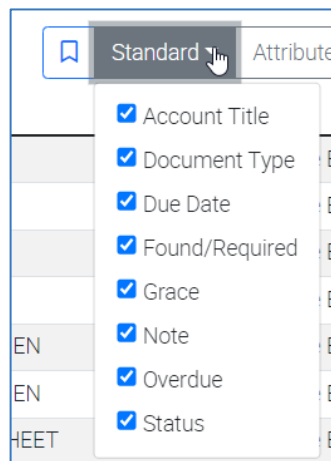 Standard
Attribute
Account Title
Document Type
Due Date
Found/Required
Grace
Note
EN
Overdue
EN
Status
HEET